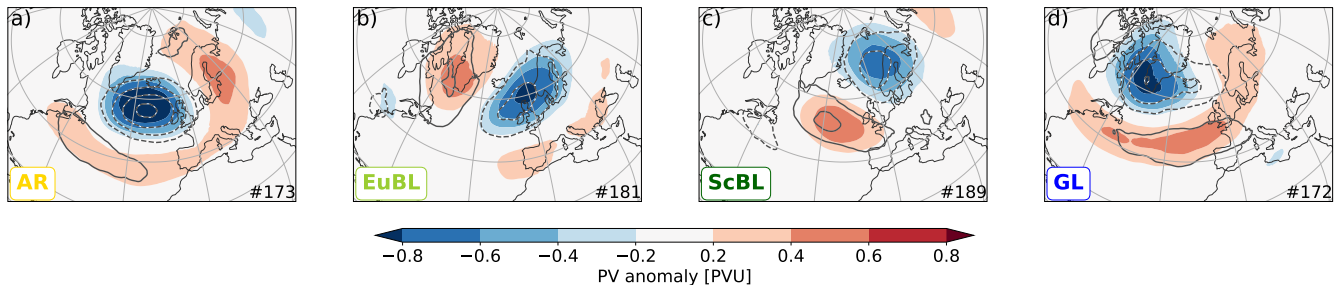 a) b) c) d)
AR #173 EuBL #181 ScBL #189 GL #172
−0.8 −0.6 −0.4 −0.2 0.2 0.4 0.6 0.8
PV anomaly [PVU]